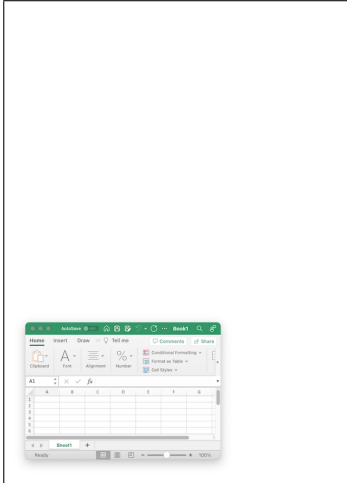 AutoSave Book1
Home Insert Draw Tell me Comments Share
Clipboard Font Alignment Number Conditional Formatting
Format as Table
Cell Styles
A1 fx
A B C D E F G
1
2
3
4
5
6
Sheet1 +
Ready 100%